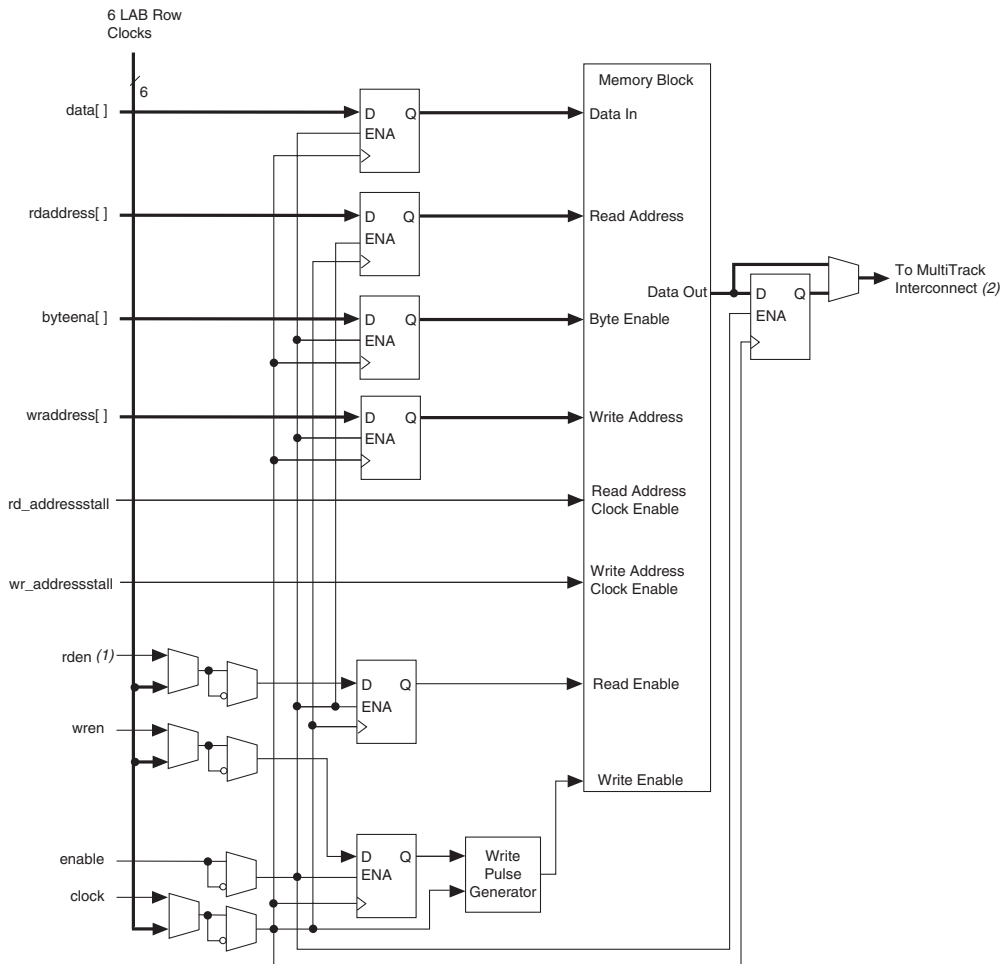 6 LAB Row
Clocks
6
data[ ]
D Q
ENA
Memory Block
Data In
rdaddress[ ]
D Q
ENA
Read Address
Data Out
D Q
ENA
To MultiTrack
Interconnect (2)
byteena[ ]
D Q
ENA
Byte Enable
wraddress[ ]
D Q
ENA
Write Address
rd_addressstall
Read Address
Clock Enable
wr_addressstall
Write Address
Clock Enable
rden (1)
D Q
ENA
Read Enable
wren
Write Enable
enable
D Q
ENA
Write
Pulse
Generator
clock